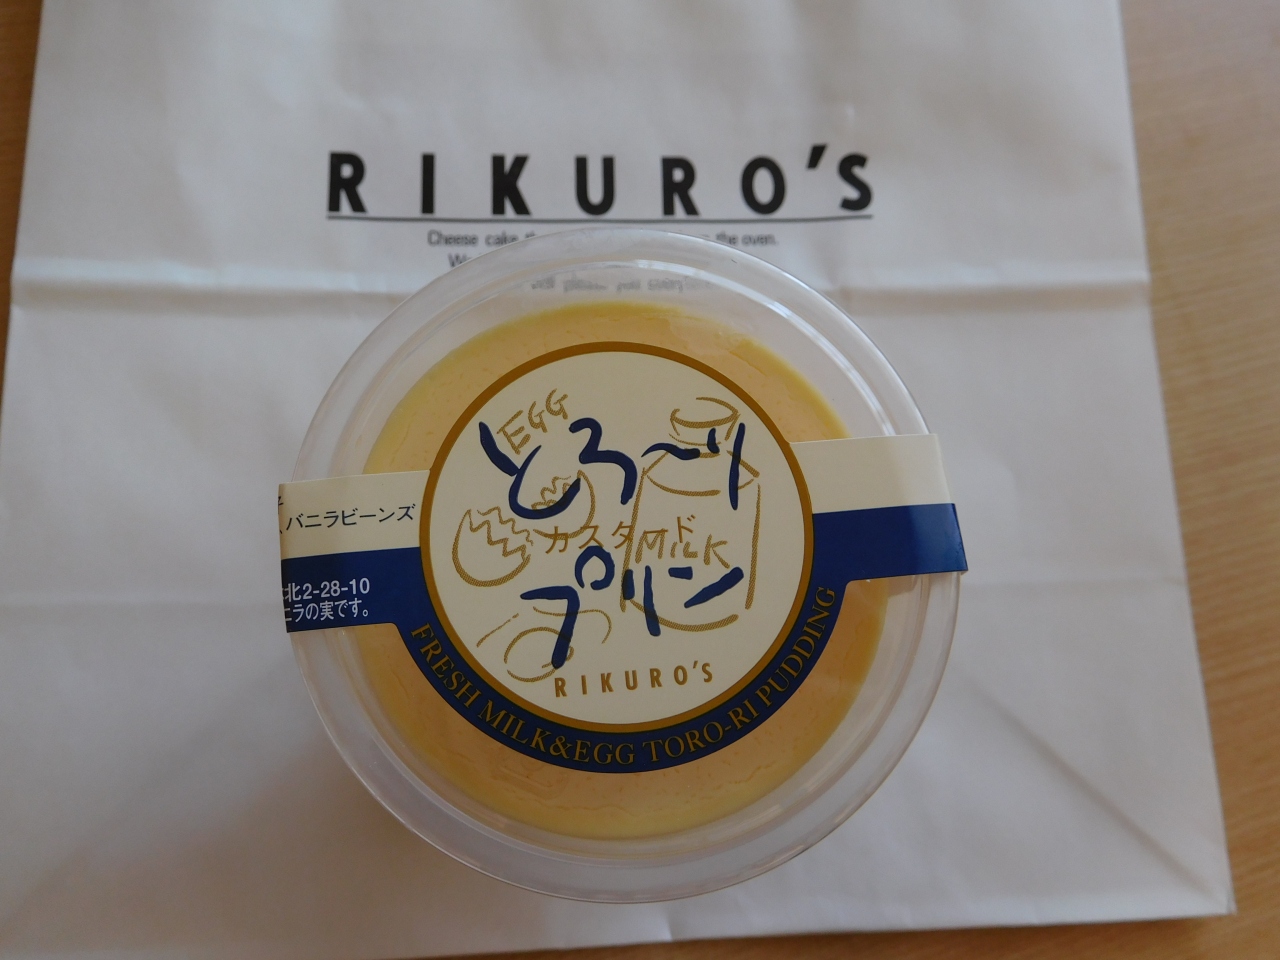 RIKURO'S
Cheese cake
the oven.
EGG
とろ〜り
バニラビーンズ
カスタード
MILK
プリン
北2-28-10
ニラの実です。
RIKURO'S
FRESH MILK&EGG TORO-RI PUDDING